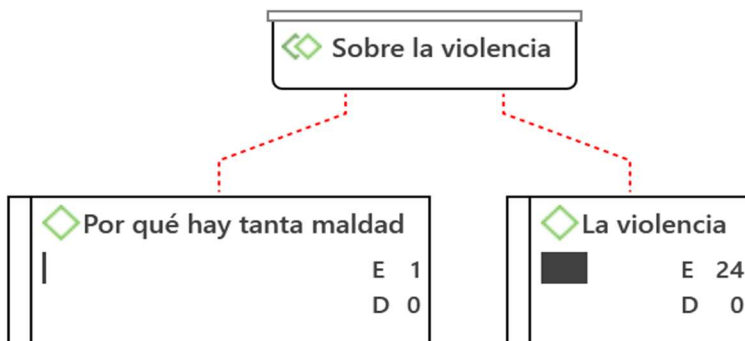 Sobre la violencia
Por qué hay tanta maldad
E 1
D 0
La violencia
E 24
D 0